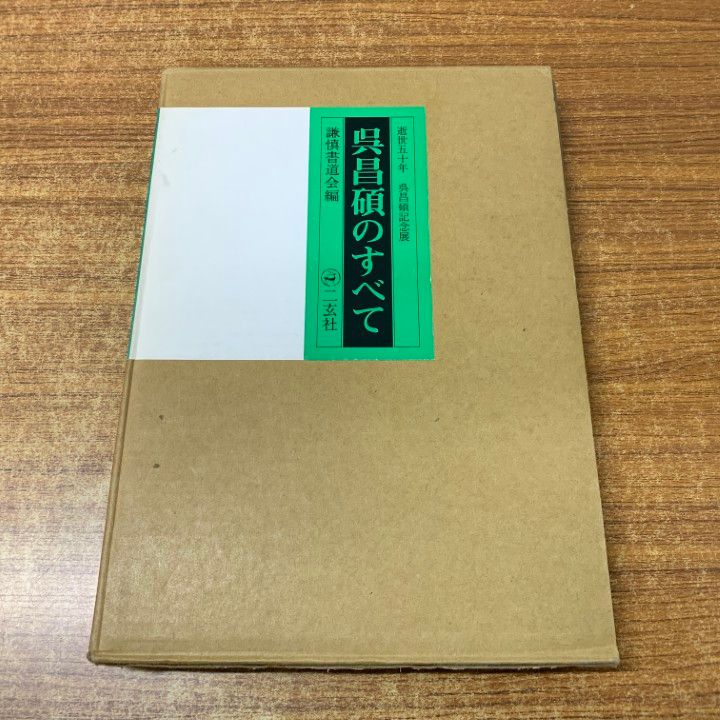 逝世五十年 呉昌碩記念展
呉昌碩のすべて
謙慎書道会編
二玄社